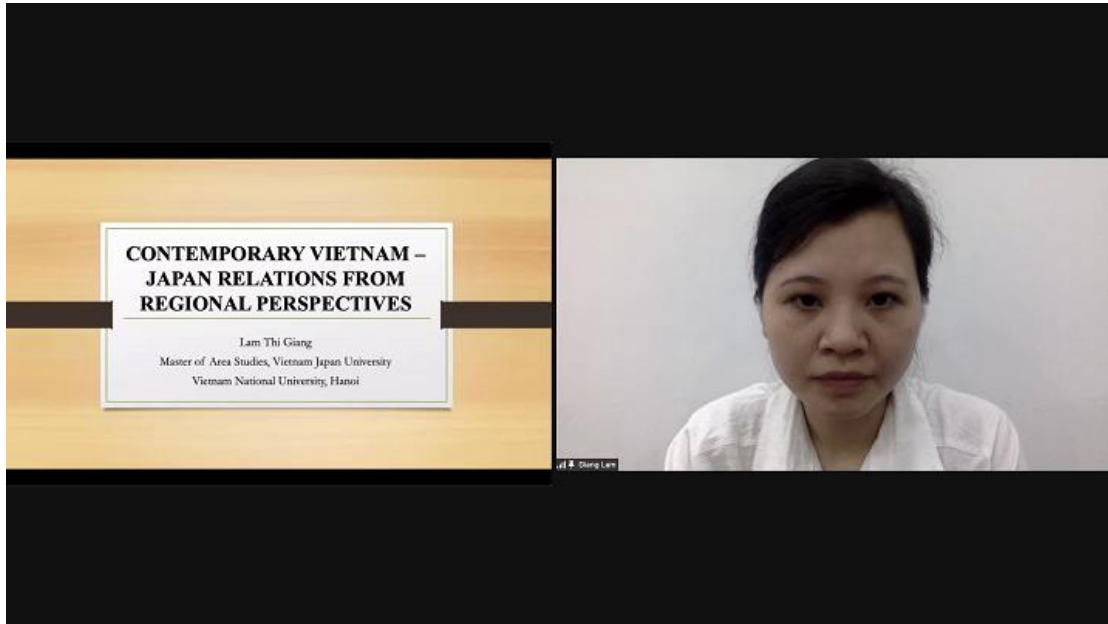 CONTEMPORARY VIETNAM –
JAPAN RELATIONS FROM
REGIONAL PERSPECTIVES
Lam Thi Giang
Master of Area Studies, Vietnam Japan University
Vietnam National University, Hanoi
Giang Lam